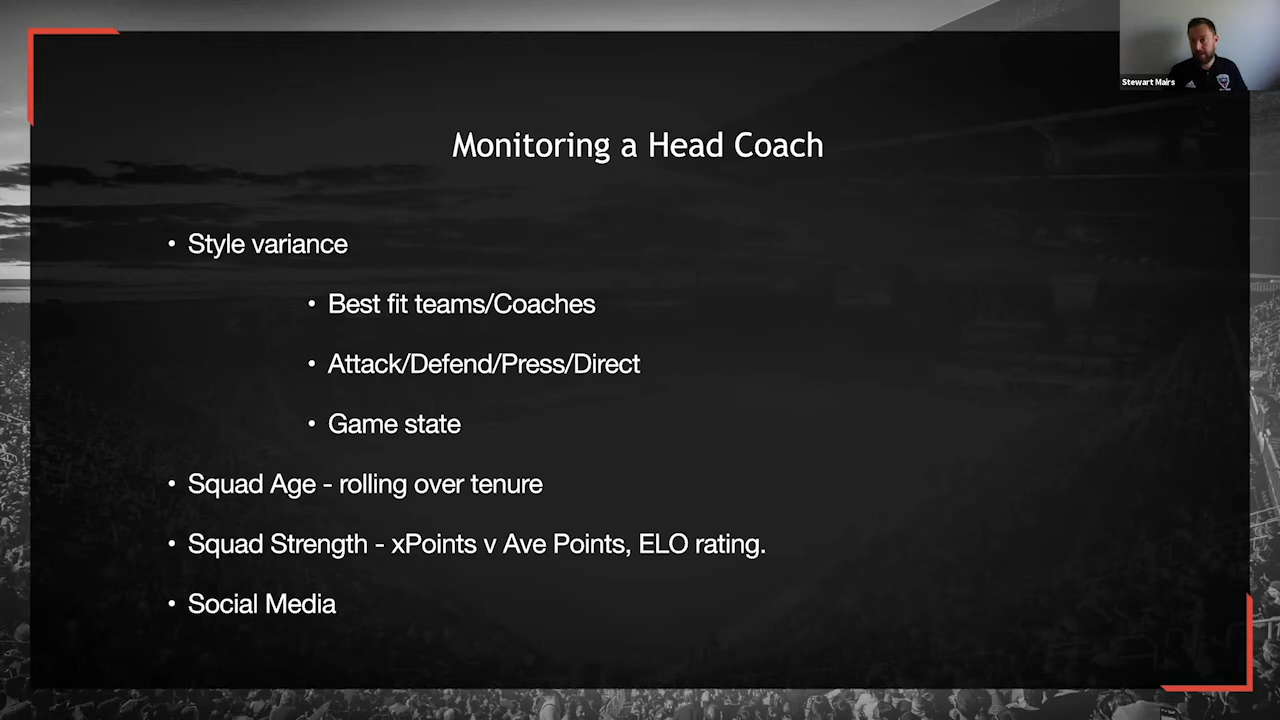 Stewart Mairs
Monitoring a Head Coach
• Style variance
• Best fit teams/Coaches
• Attack/Defend/Press/Direct
• Game state
• Squad Age - rolling over tenure
• Squad Strength - xPoints v Ave Points, ELO rating.
• Social Media